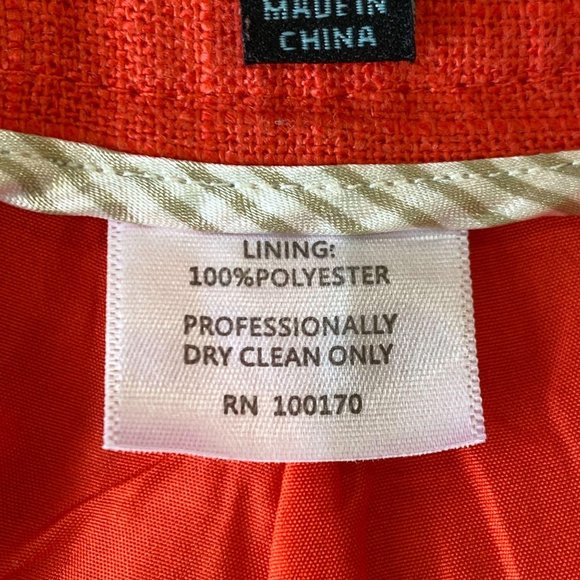 MADE IN
CHINA
LINING:
100%POLYESTER
PROFESSIONALLY
DRY CLEAN ONLY
RN 100170